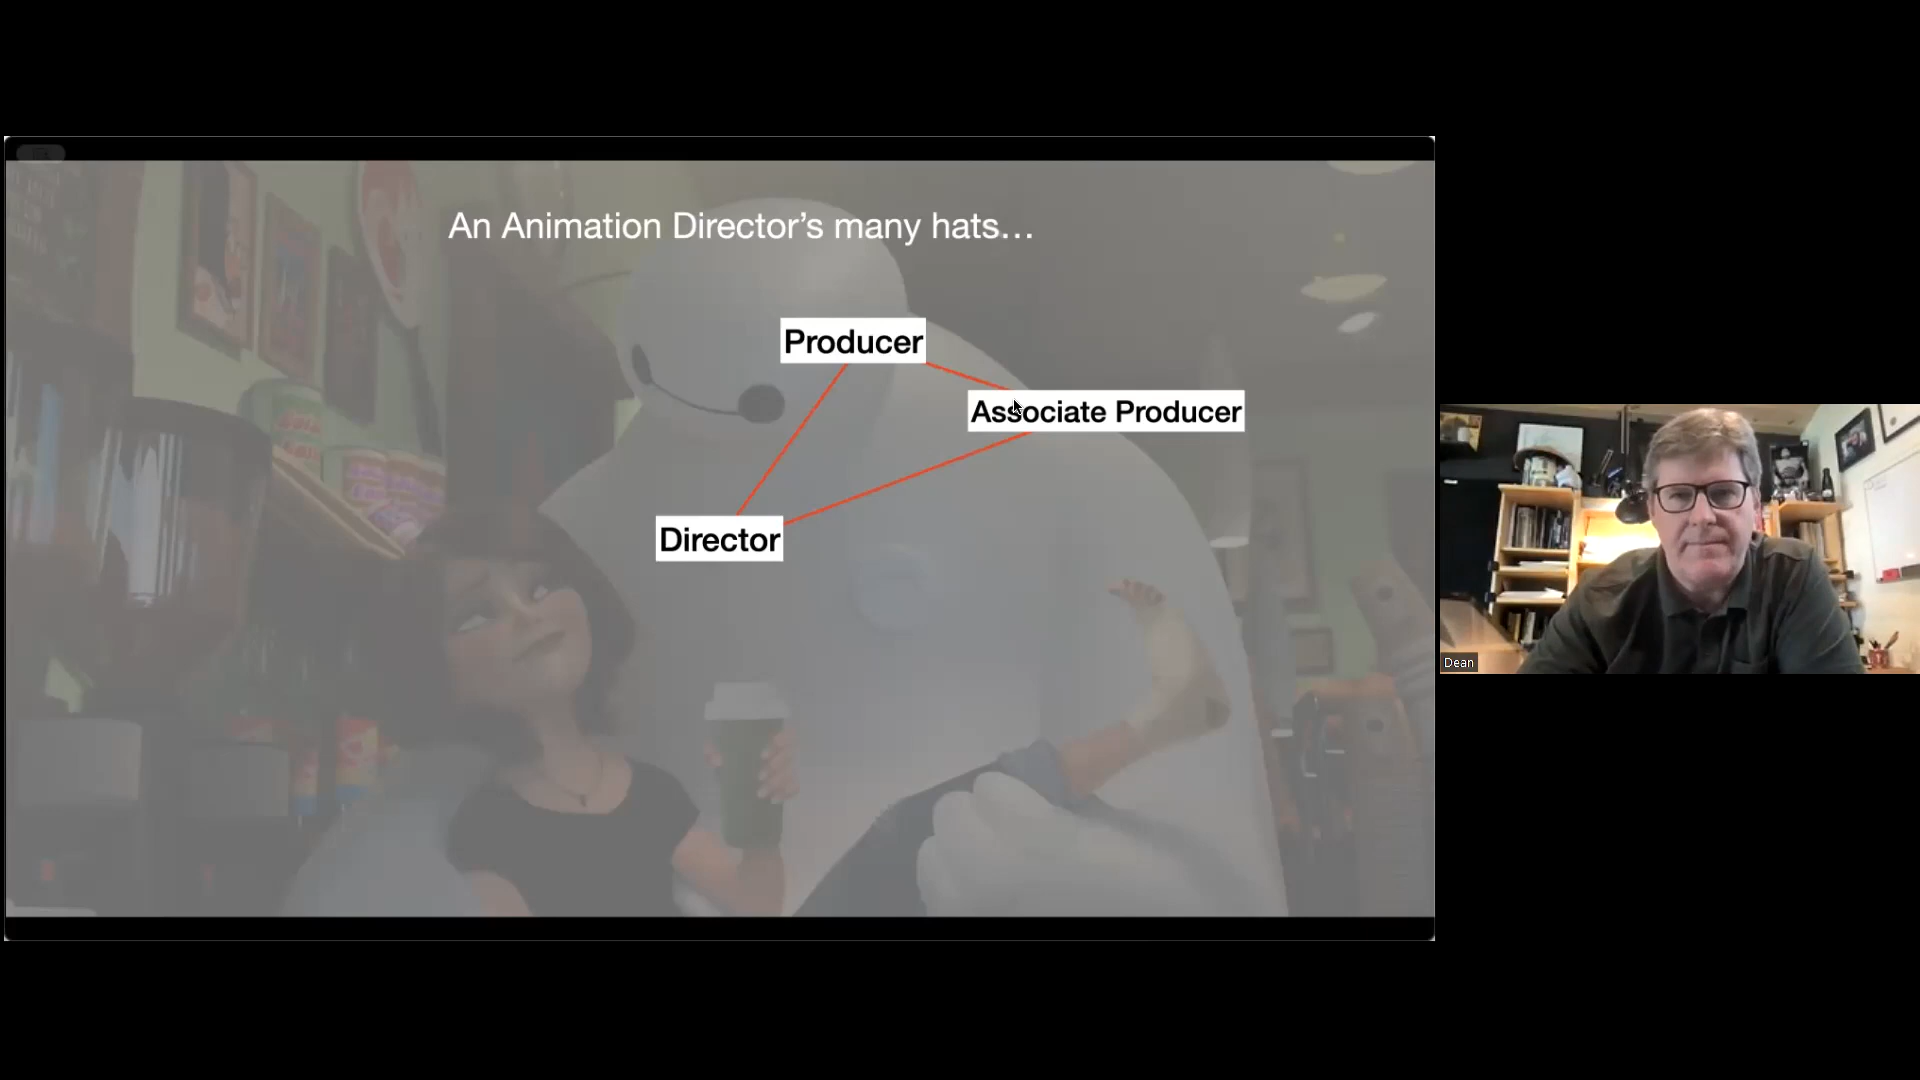 An Animation Director’s many hats…
Producer
Associate Producer
Director
Dean